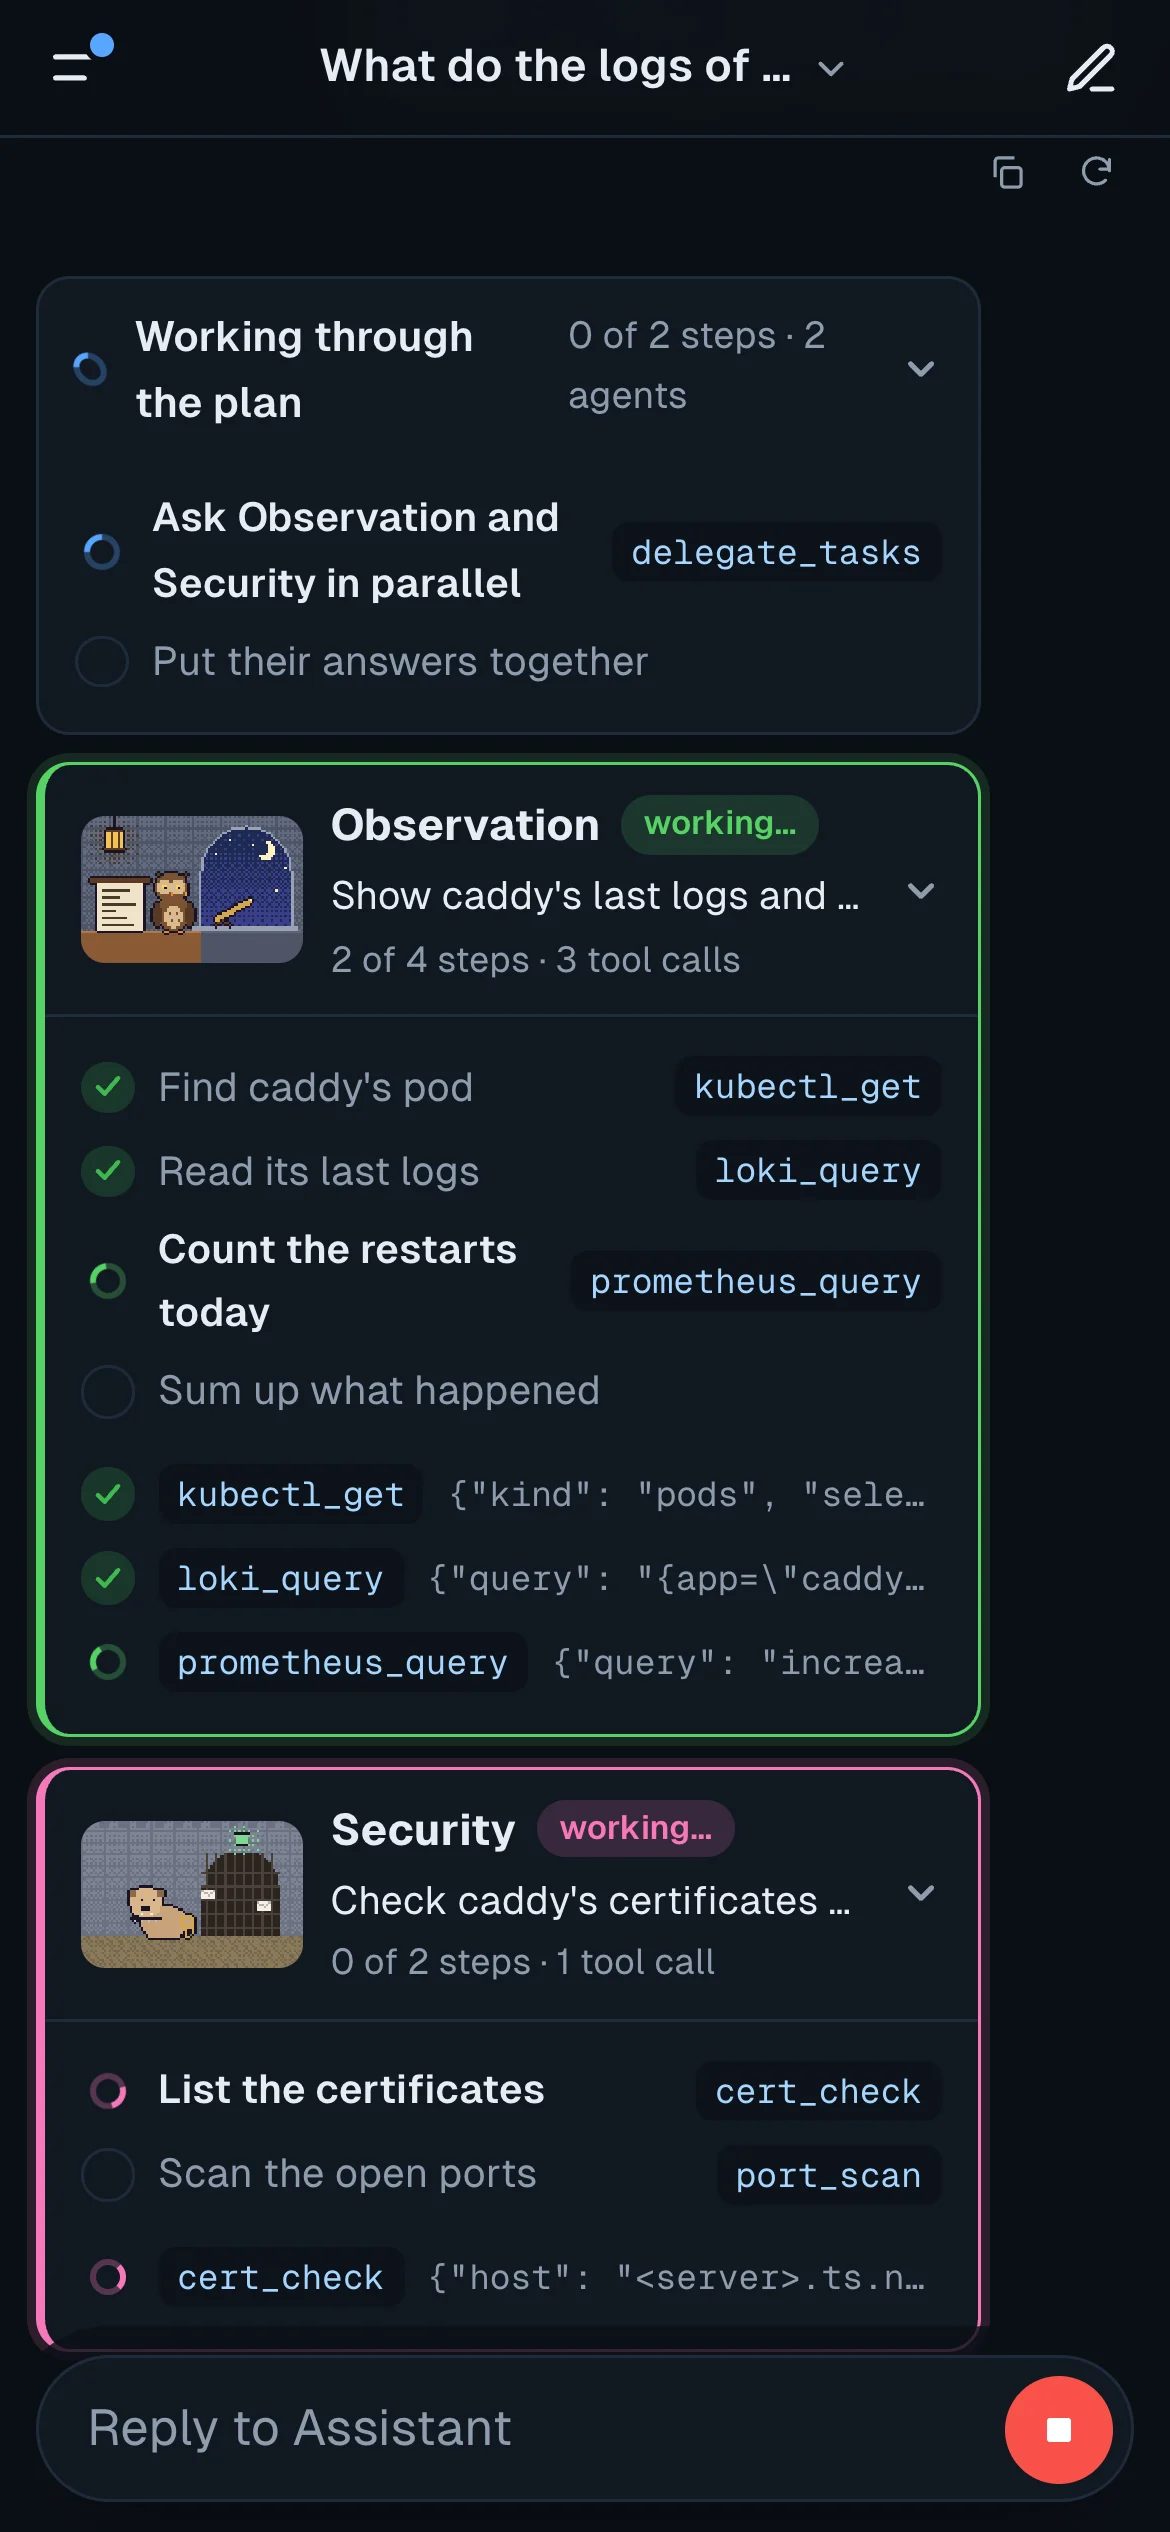 What do the logs of ...
Working through
the plan
0 of 2 steps · 2
agents
Ask Observation and
Security in parallel
delegate_tasks
Put their answers together
Observation
working...
Show caddy's last logs and ...
2 of 4 steps · 3 tool calls
Find caddy's pod
kubectl_get
Read its last logs
loki_query
Count the restarts
today
prometheus_query
Sum up what happened
kubectl_get {"kind": "pods", "sele…
loki_query {"query": "{app=\"caddy…
prometheus_query {"query": "increa…
Security
working...
Check caddy's certificates ...
0 of 2 steps · 1 tool call
List the certificates
cert_check
Scan the open ports
port_scan
cert_check {"host": "<server>.ts.n…
Reply to Assistant